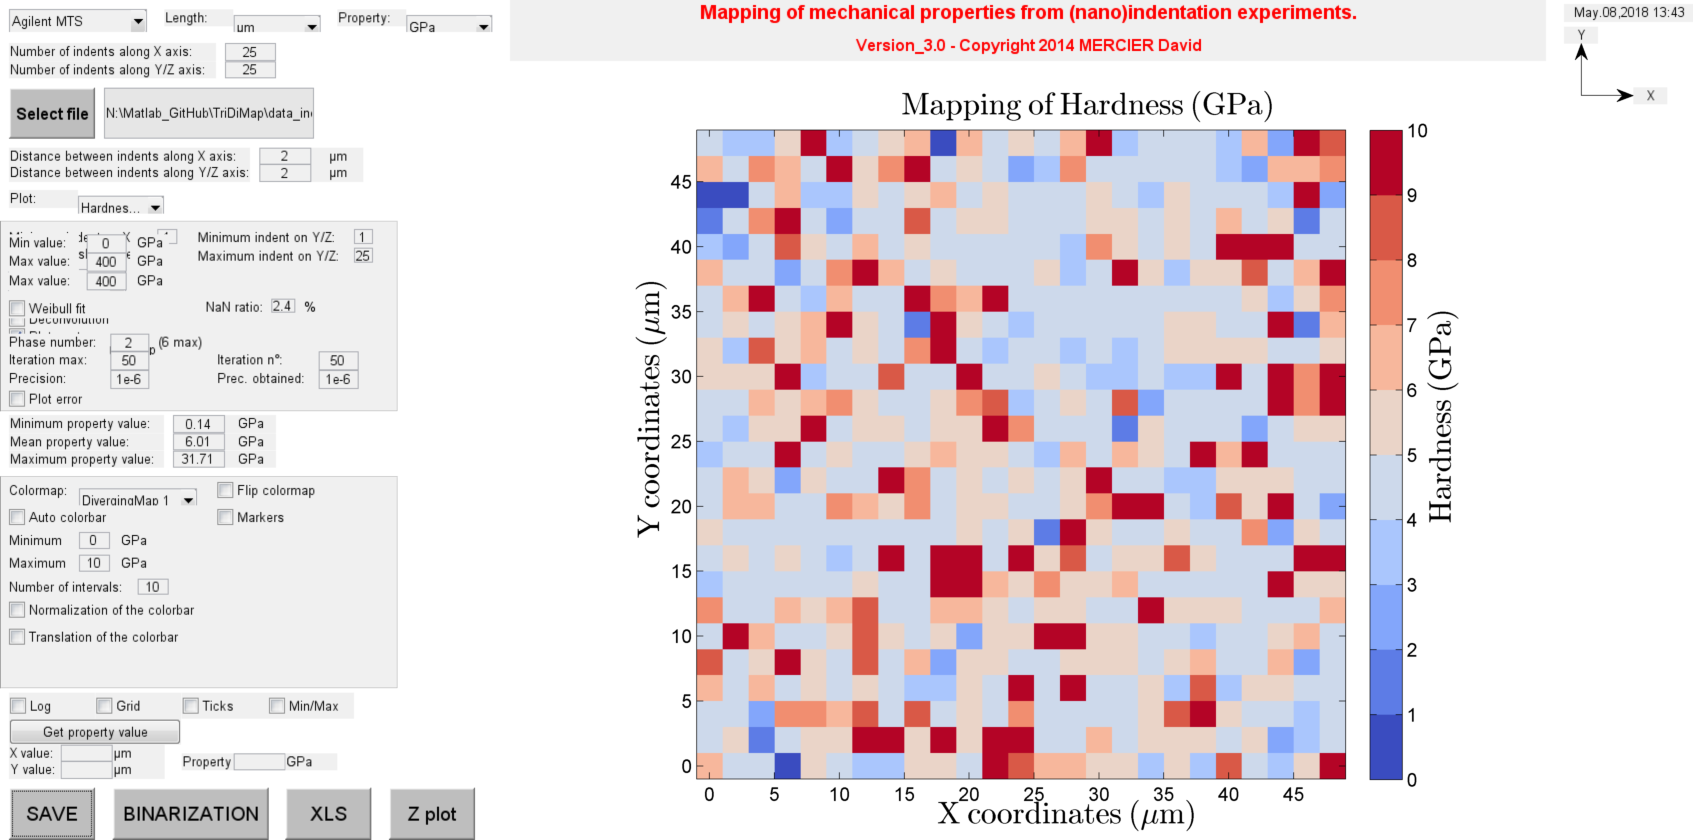 Agilent MTS Length: µm Property: GPa
Number of indents along X axis: 25
Number of indents along Y/Z axis: 25
Select file N:\Matlab_GitHub\TriDiMap\data_in
Distance between indents along X axis: 2 µm
Distance between indents along Y/Z axis: 2 µm
Plot: Hardnes...
Minimum indent on Y/Z: 1
Min value: 0 GPa
Maximum indent on Y/Z: 25
Max value: 400 GPa
Max value: 400 GPa
Weibull fit NaN ratio: 2.4 %
Deconvolution
Phase number: 2 (6 max)
Iteration max: 50 Iteration n°: 50
Precision: 1e-6 Prec. obtained: 1e-6
Plot error
Minimum property value: 0.14 GPa
Mean property value: 6.01 GPa
Maximum property value: 31.71 GPa
Colormap: DivergingMap 1 Flip colormap
Auto colorbar Markers
Minimum 0 GPa
Maximum 10 GPa
Number of intervals: 10
Normalization of the colorbar
Translation of the colorbar
Log Grid Ticks Min/Max
Get property value
X value: µm
Y value: µm
Property GPa
SAVE BINARIZATION XLS Z plot
Mapping of mechanical properties from (nano)indentation experiments.
Version_3.0 - Copyright 2014 MERCIER David
May.08,2018 13:43
Y
X
Mapping of Hardness (GPa)
Y coordinates (µm)
45
40
35
30
25
20
15
10
5
0
0 5 10 15 20 25 30 35 40 45
X coordinates (µm)
10
9
8
7
6
5
4
3
2
1
0
Hardness (GPa)